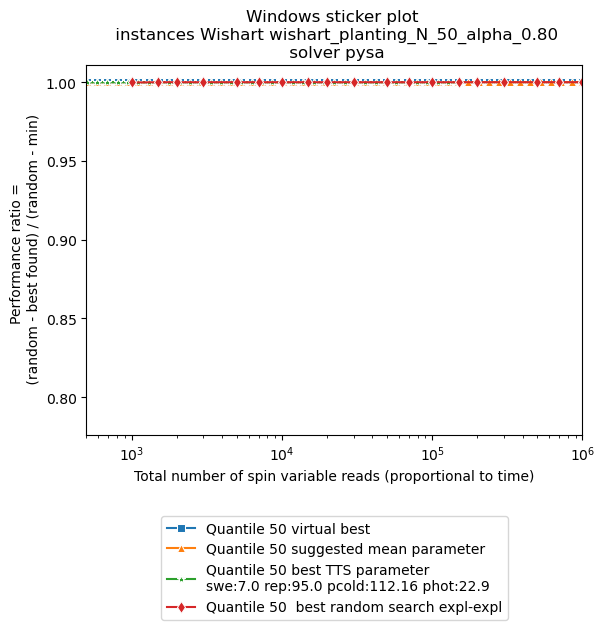 Windows sticker plot
instances Wishart wishart_planting_N_50_alpha_0.80
solver pysa
Performance ratio =
(random - best found) / (random - min)
1.00
0.95
0.90
0.85
0.80
10³
10⁴
10⁵
10⁶
Total number of spin variable reads (proportional to time)
Quantile 50 virtual best
Quantile 50 suggested mean parameter
Quantile 50 best TTS parameter
swe:7.0 rep:95.0 pcold:112.16 phot:22.9
Quantile 50  best random search expl-expl